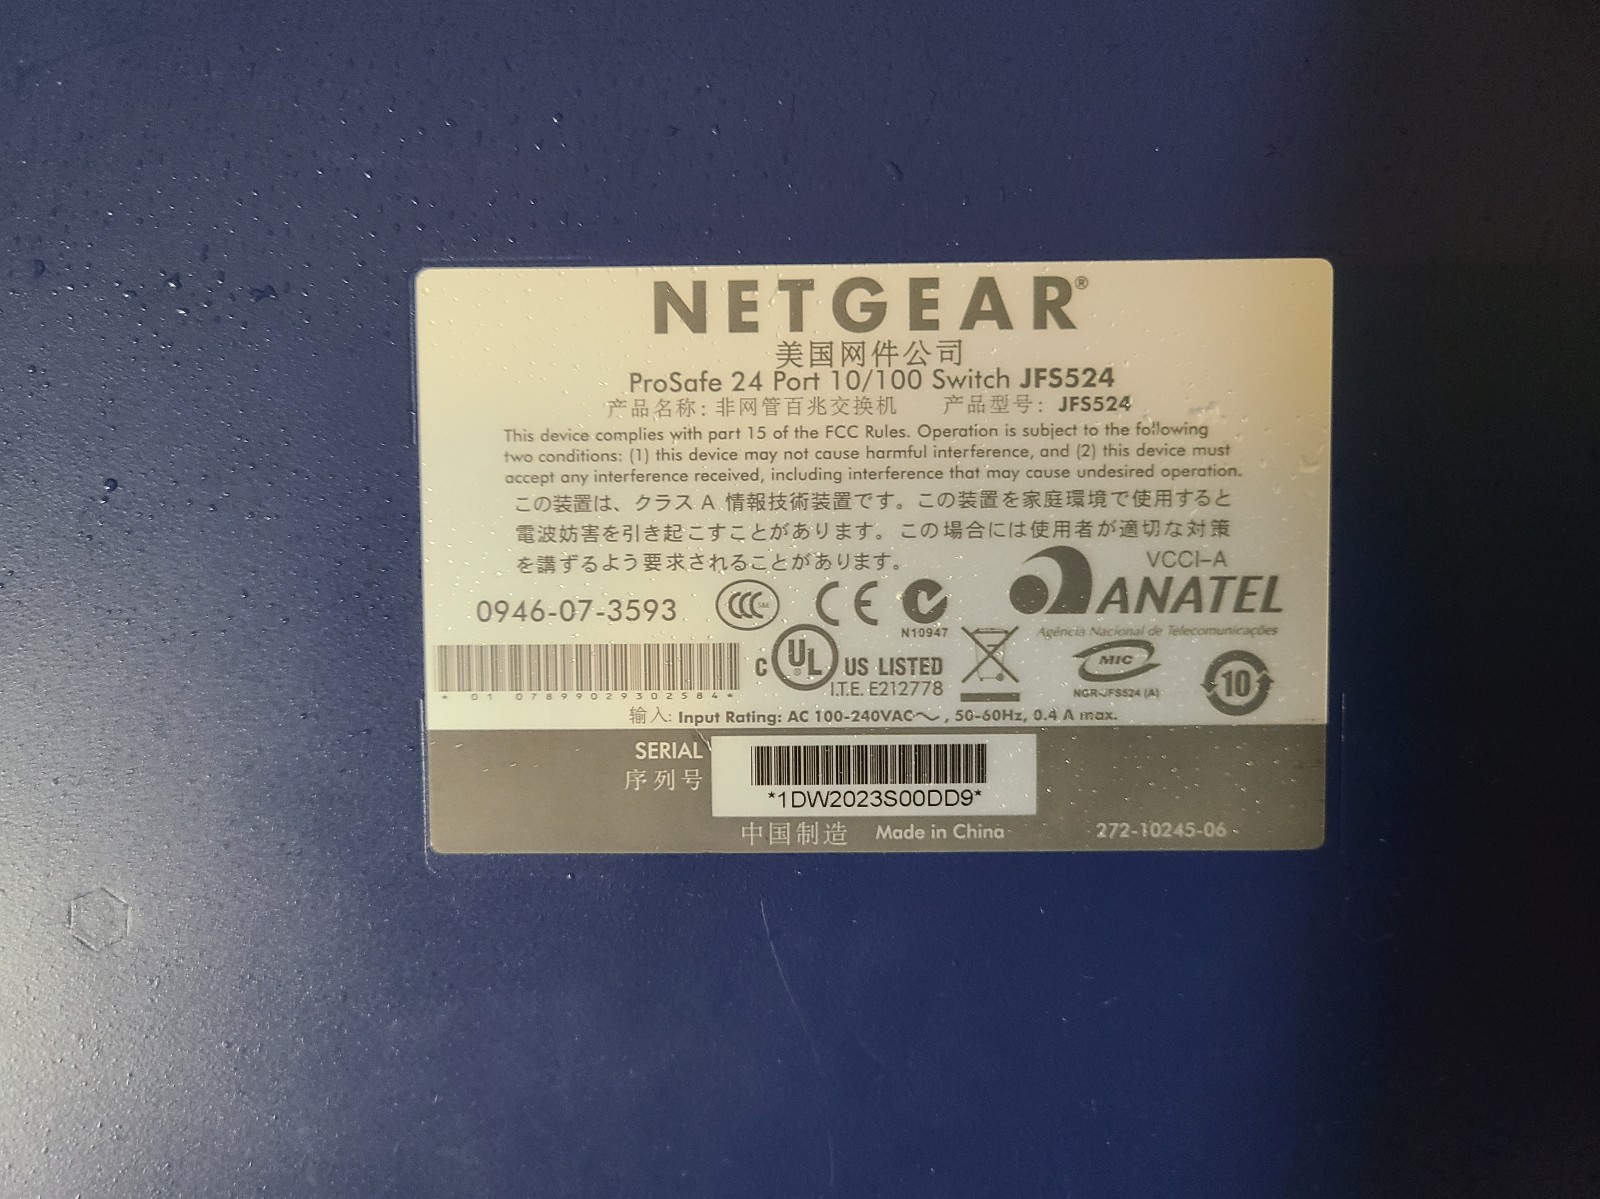 NETGEAR®
美国网件公司
ProSafe 24 Port 10/100 Switch JFS524
产品名称: 非网管百兆交换机 产品型号: JFS524
This device complies with part 15 of the FCC Rules. Operation is subject to the following
two conditions: (1) this device may not cause harmful interference, and (2) this device must
accept any interference received, including interference that may cause undesired operation.
この装置は、クラス A 情報技術装置です。この装置を家庭環境で使用すると
電波妨害を引き起こすことがあります。この場合には使用者が適切な対策
を講ずるよう要求されることがあります。
VCCI-A
0946-07-3593
CCC S&E
CE
N10947
ANATEL
Agência Nacional de Telecomunicações
* 01 0789902930 2584 *
C UL® US LISTED
I.T.E. E212778
MIC
NGR-JFS524 (A)
10
输入: Input Rating: AC 100-240VAC～, 50-60Hz, 0.4 A max.
SERIAL
序列号
*1DW2023S00DD9*
中国制造 Made in China 272-10245-06